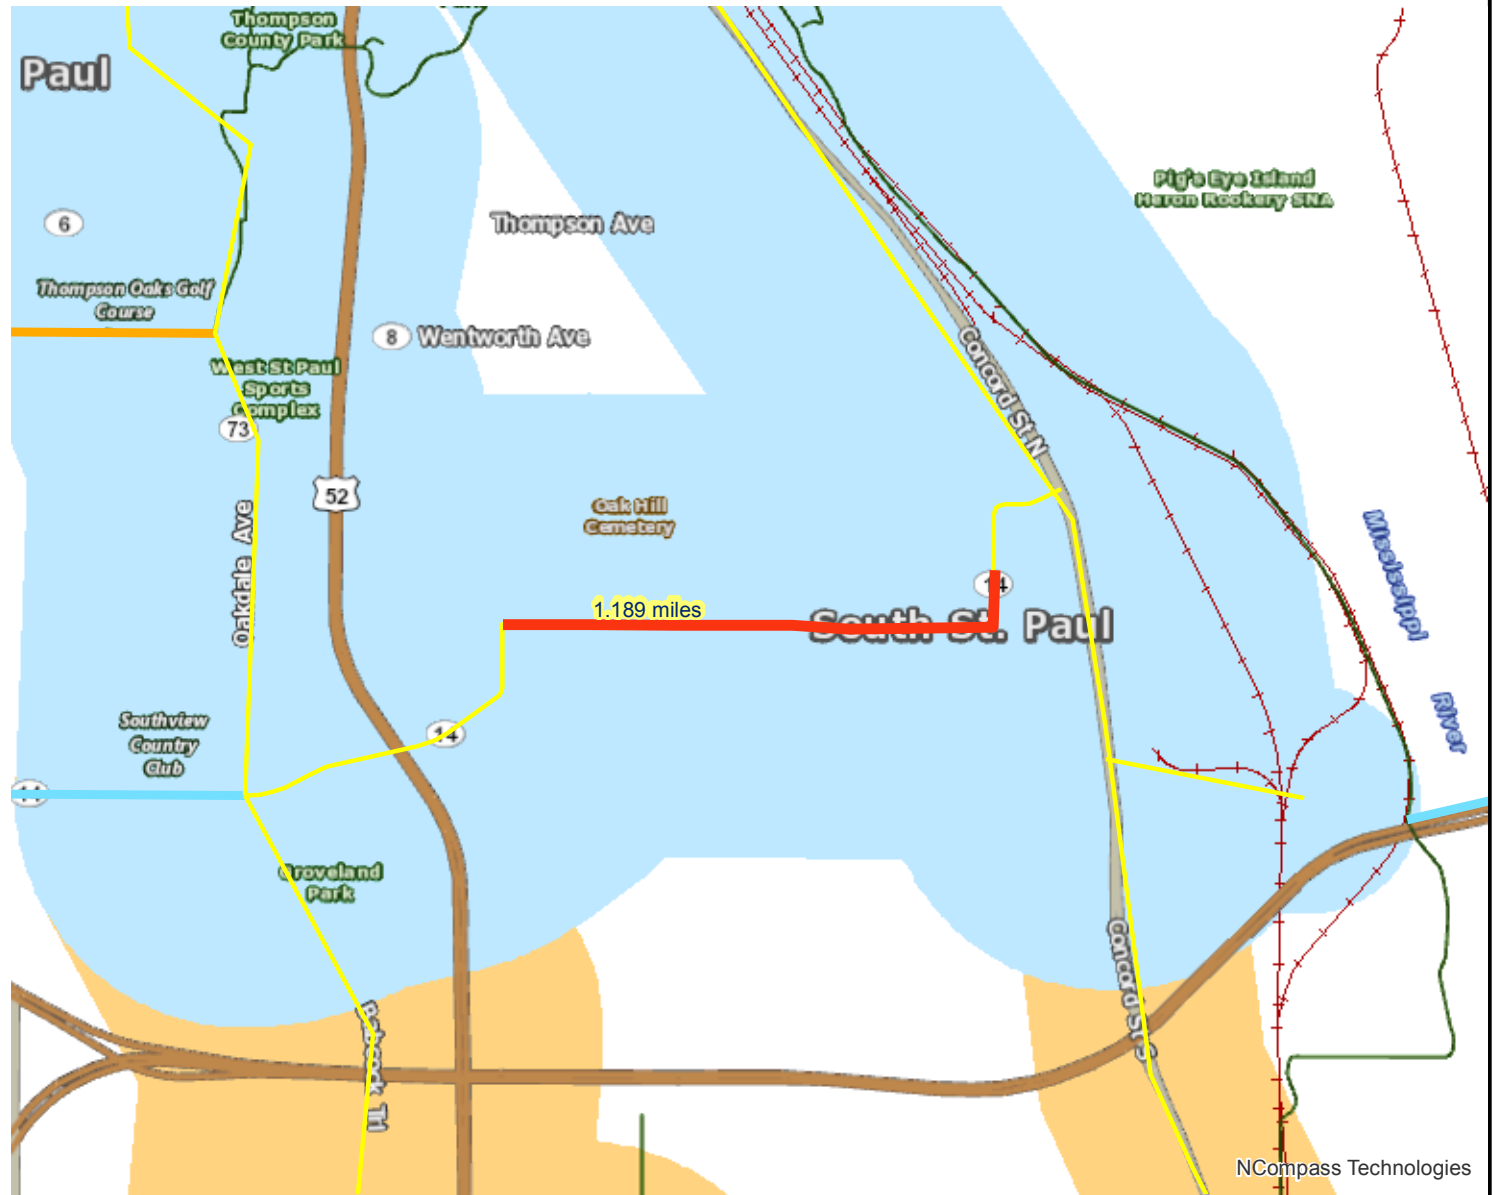 Thompson
County Park
Paul
Pig's Eye Island
Heron Rookery SNA
6
Thompson Ave
Thompson Oaks Golf
Course
8
Wentworth Ave
West St Paul
Sports
Complex
73
Concord St N
52
Oak Hill
Cemetery
Oakdale Ave
Mississippi
River
14
1.189 miles
South St. Paul
Southview
Country
Club
14
Groveland
Park
Concord St S
Babcock Trl
NCompass Technologies